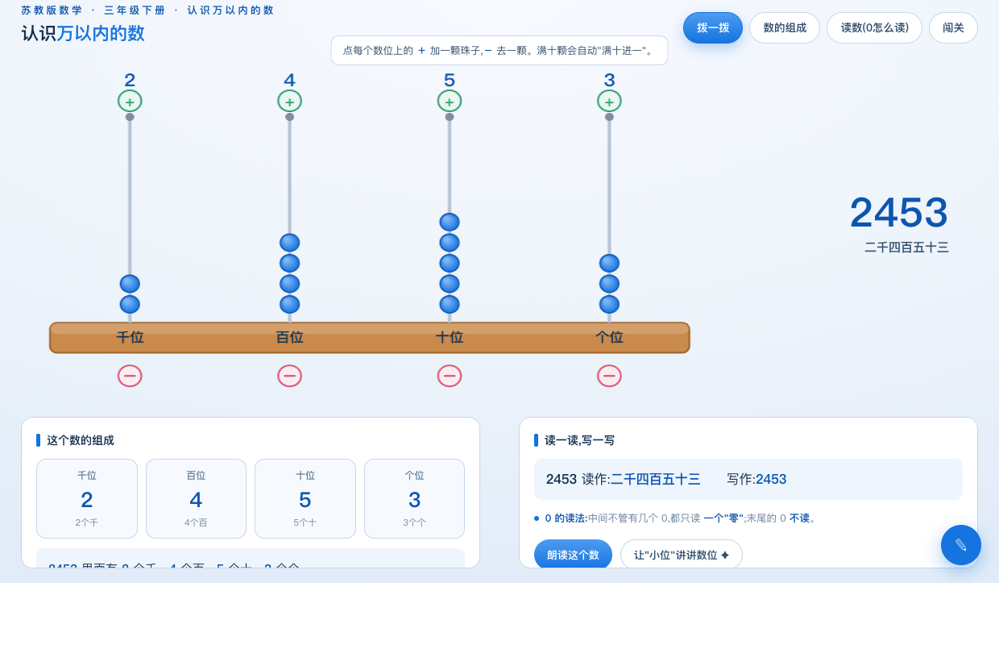 苏教版数学 · 三年级下册 · 认识万以内的数
认识万以内的数
拨一拨
数的组成
读数(0怎么读)
闯关
点每个数位上的 + 加一颗珠子,− 去一颗。满十颗会自动"满十进一"。
2 4 5 3
+ + + +
2453
二千四百五十三
千位 百位 十位 个位
− − − −
这个数的组成
千位 百位 十位 个位
2 4 5 3
2个千 4个百 5个十 3个个
2453 里面有 2 个千、4 个百、5 个十、3 个个
读一读,写一写
2453 读作:二千四百五十三 写作:2453
0 的读法:中间不管有几个 0,都只读 一个"零";末尾的 0 不读。
朗读这个数
让"小位"讲讲数位 ✦
✎